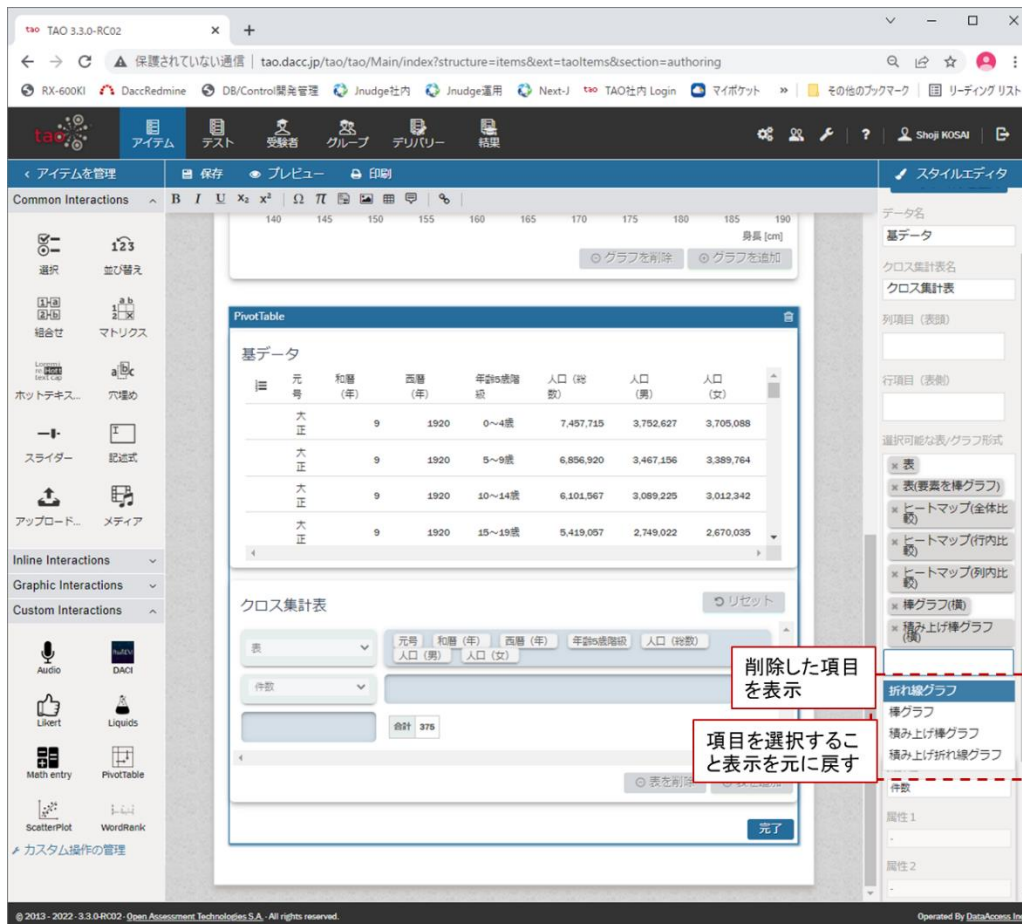 tao TAO 3.3.0-RC02
保護されていない通信 | tao.dacc.jp/tao/tao/Main/index?structure=items&ext=taoItems&section=authoring
RX-600KI DaccRedmine DB/Control開発管理 Jnudge社内 Jnudge運用 Next-J tao TAO社内 Login マイポケット » その他のブックマーク リーディング リスト
tao アイテム テスト 受験者 グループ デリバリー 結果 ? Shoji KOSAI
‹ アイテムを管理 保存 プレビュー 印刷 スタイルエディタ
Common Interactions B I U X₂ x² Ω π
選択 並び替え
組合せ マトリクス
ホットテキス... 穴埋め
スライダー 記述式
アップロード... メディア
Inline Interactions
Graphic Interactions
Custom Interactions
Audio DACI
Likert Liquids
Math entry PivotTable
ScatterPlot WordRank
カスタム操作の管理
140 145 150 155 160 165 170 175 180 185 190
身長 [cm]
グラフを削除 グラフを追加
PivotTable
基データ
元号 和暦(年) 西暦(年) 年齢5歳階級 人口(総数) 人口(男) 人口(女)
大正 9 1920 0～4歳 7,457,715 3,752,627 3,705,088
大正 9 1920 5～9歳 6,856,920 3,467,156 3,389,764
大正 9 1920 10～14歳 6,101,567 3,089,225 3,012,342
大正 9 1920 15～19歳 5,419,057 2,749,022 2,670,035
クロス集計表 リセット
表 元号 和暦(年) 西暦(年) 年齢5歳階級 人口(総数)
人口(男) 人口(女)
件数
合計 375
表を削除
完了
削除した項目
を表示
項目を選択するこ
と表示を元に戻す
データ名
基データ
クロス集計表名
クロス集計表
列項目(表頭)
行項目(表側)
選択可能な表/グラフ形式
× 表
× 表(要素を棒グラフ)
× ヒートマップ(全体比較)
× ヒートマップ(行内比較)
× ヒートマップ(列内比較)
× 棒グラフ(横)
× 積み上げ棒グラフ(横)
折れ線グラフ
棒グラフ
積み上げ棒グラフ
積み上げ折れ線グラフ
件数
属性1
-
属性2
-
© 2013 - 2022 · 3.3.0-RC02 · Open Assessment Technologies S.A. · All rights reserved.
Operated By DataAccess Inc